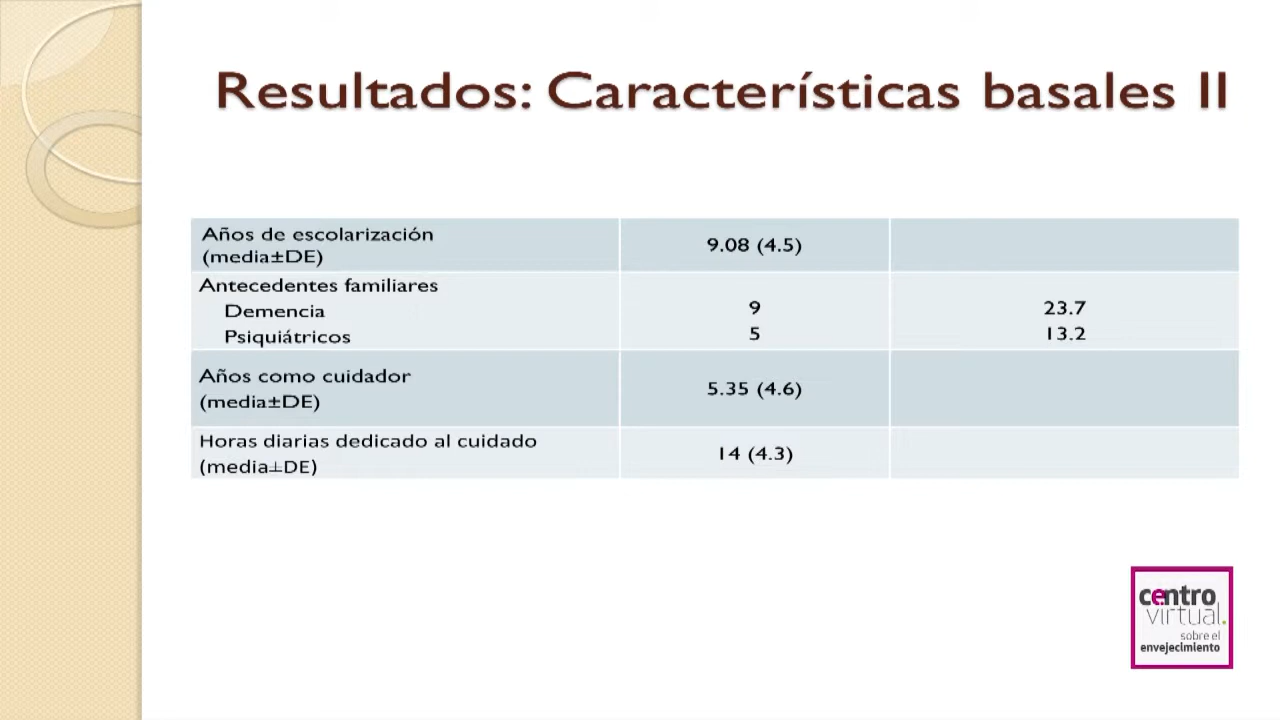 Resultados: Características basales II
Años de escolarización
(media±DE)
9.08 (4.5)
Antecedentes familiares
Demencia
9
23.7
Psiquiátricos
5
13.2
Años como cuidador
(media±DE)
5.35 (4.6)
Horas diarias dedicado al cuidado
(media±DE)
14 (4.3)
centro
virtual.
sobre el
envejecimiento